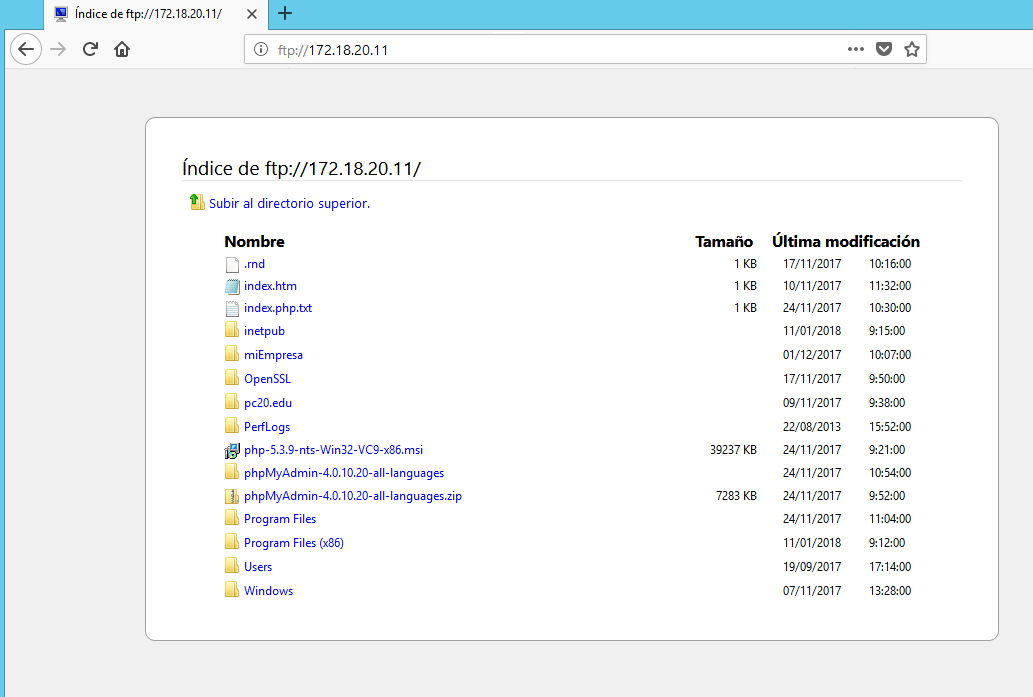 Índice de ftp://172.18.20.11/
ftp://172.18.20.11
Índice de ftp://172.18.20.11/
Subir al directorio superior.
Nombre Tamaño Última modificación
.rnd 1 KB 17/11/2017 10:16:00
index.htm 1 KB 10/11/2017 11:32:00
index.php.txt 1 KB 24/11/2017 10:30:00
inetpub 11/01/2018 9:15:00
miEmpresa 01/12/2017 10:07:00
OpenSSL 17/11/2017 9:50:00
pc20.edu 09/11/2017 9:38:00
PerfLogs 22/08/2013 15:52:00
php-5.3.9-nts-Win32-VC9-x86.msi 39237 KB 24/11/2017 9:21:00
phpMyAdmin-4.0.10.20-all-languages 24/11/2017 10:54:00
phpMyAdmin-4.0.10.20-all-languages.zip 7283 KB 24/11/2017 9:52:00
Program Files 24/11/2017 11:04:00
Program Files (x86) 11/01/2018 9:12:00
Users 19/09/2017 17:14:00
Windows 07/11/2017 13:28:00